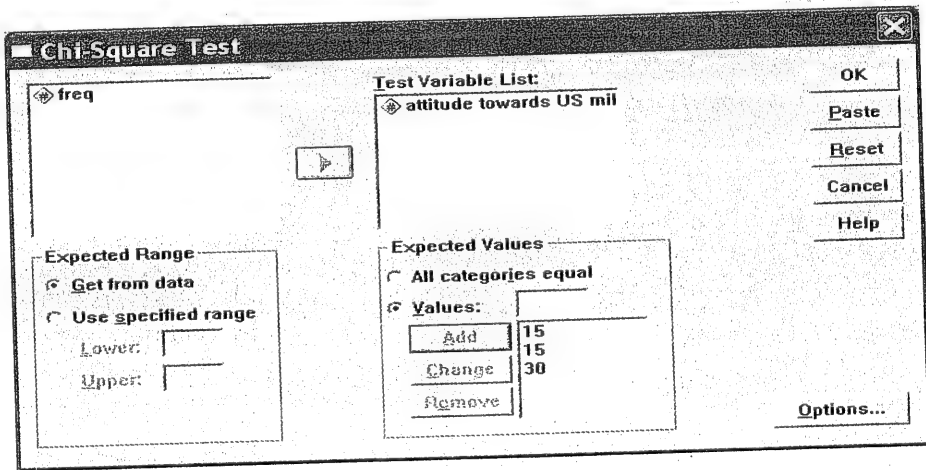 Chi-Square Test
freq
Test Variable List:
attitude towards US mil
OK
Paste
Reset
Cancel
Help
Expected Range
Get from data
Use specified range
Lower:
Upper:
Expected Values
All categories equal
Values:
Add
Change
Remove
15
15
30
Options...